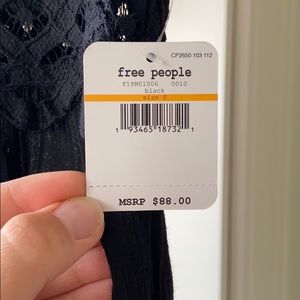 CP2650 103 112
free people
F18M01006 0010
black
size S
1 93465 18732 1
MSRP $88.00